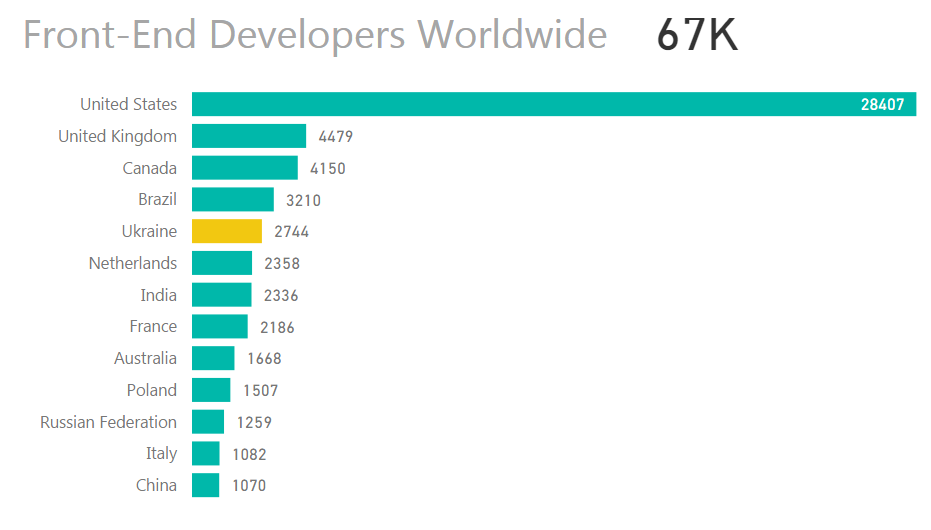 Front-End Developers Worldwide 67K
United States 28407
United Kingdom 4479
Canada 4150
Brazil 3210
Ukraine 2744
Netherlands 2358
India 2336
France 2186
Australia 1668
Poland 1507
Russian Federation 1259
Italy 1082
China 1070